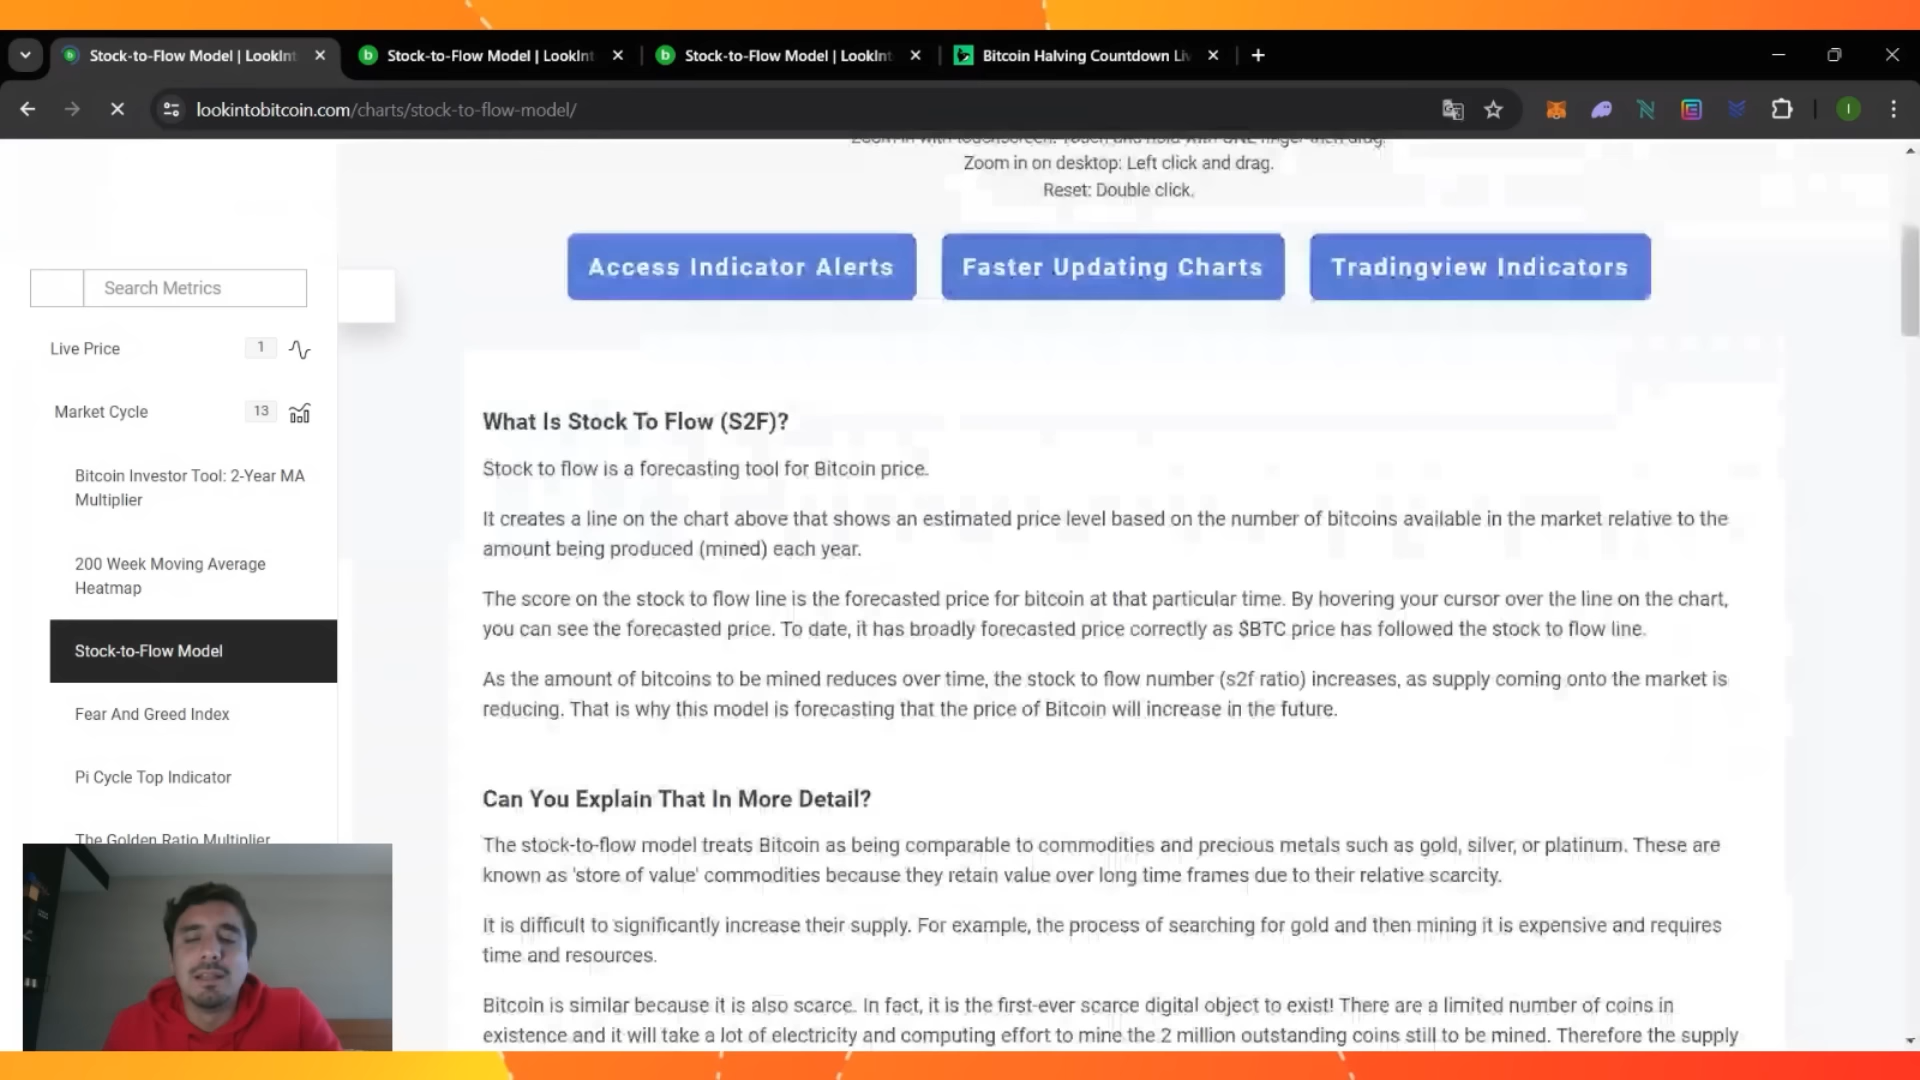 Stock-to-Flow Model | LookInt
Stock-to-Flow Model | LookInt
Stock-to-Flow Model | LookInt
Bitcoin Halving Countdown Liv
lookintobitcoin.com/charts/stock-to-flow-model/
Zoom in with touchscreen: Touch and hold with ONE finger then drag.
Zoom in on desktop: Left click and drag.
Reset: Double click.
Access Indicator Alerts
Faster Updating Charts
Tradingview Indicators
Search Metrics
Live Price 1
Market Cycle 13
Bitcoin Investor Tool: 2-Year MA
Multiplier
200 Week Moving Average
Heatmap
Stock-to-Flow Model
Fear And Greed Index
Pi Cycle Top Indicator
The Golden Ratio Multiplier
What Is Stock To Flow (S2F)?
Stock to flow is a forecasting tool for Bitcoin price.
It creates a line on the chart above that shows an estimated price level based on the number of bitcoins available in the market relative to the
amount being produced (mined) each year.
The score on the stock to flow line is the forecasted price for bitcoin at that particular time. By hovering your cursor over the line on the chart,
you can see the forecasted price. To date, it has broadly forecasted price correctly as $BTC price has followed the stock to flow line.
As the amount of bitcoins to be mined reduces over time, the stock to flow number (s2f ratio) increases, as supply coming onto the market is
reducing. That is why this model is forecasting that the price of Bitcoin will increase in the future.
Can You Explain That In More Detail?
The stock-to-flow model treats Bitcoin as being comparable to commodities and precious metals such as gold, silver, or platinum. These are
known as 'store of value' commodities because they retain value over long time frames due to their relative scarcity.
It is difficult to significantly increase their supply. For example, the process of searching for gold and then mining it is expensive and requires
time and resources.
Bitcoin is similar because it is also scarce. In fact, it is the first-ever scarce digital object to exist! There are a limited number of coins in
existence and it will take a lot of electricity and computing effort to mine the 2 million outstanding coins still to be mined. Therefore the supply